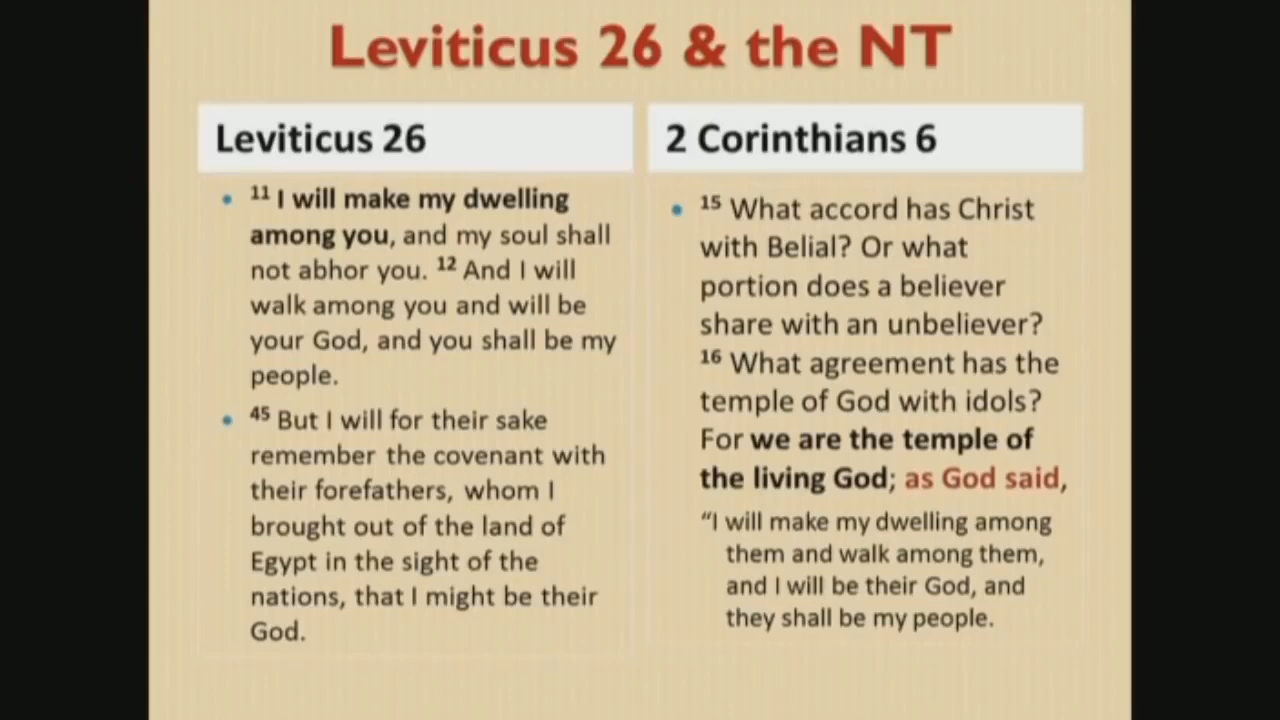 Leviticus 26 & the NT
Leviticus 26
• ¹¹ I will make my dwelling
among you, and my soul shall
not abhor you. ¹² And I will
walk among you and will be
your God, and you shall be my
people.
• ⁴⁵ But I will for their sake
remember the covenant with
their forefathers, whom I
brought out of the land of
Egypt in the sight of the
nations, that I might be their
God.
2 Corinthians 6
• ¹⁵ What accord has Christ
with Belial? Or what
portion does a believer
share with an unbeliever?
¹⁶ What agreement has the
temple of God with idols?
For we are the temple of
the living God; as God said,
“I will make my dwelling among
them and walk among them,
and I will be their God, and
they shall be my people.